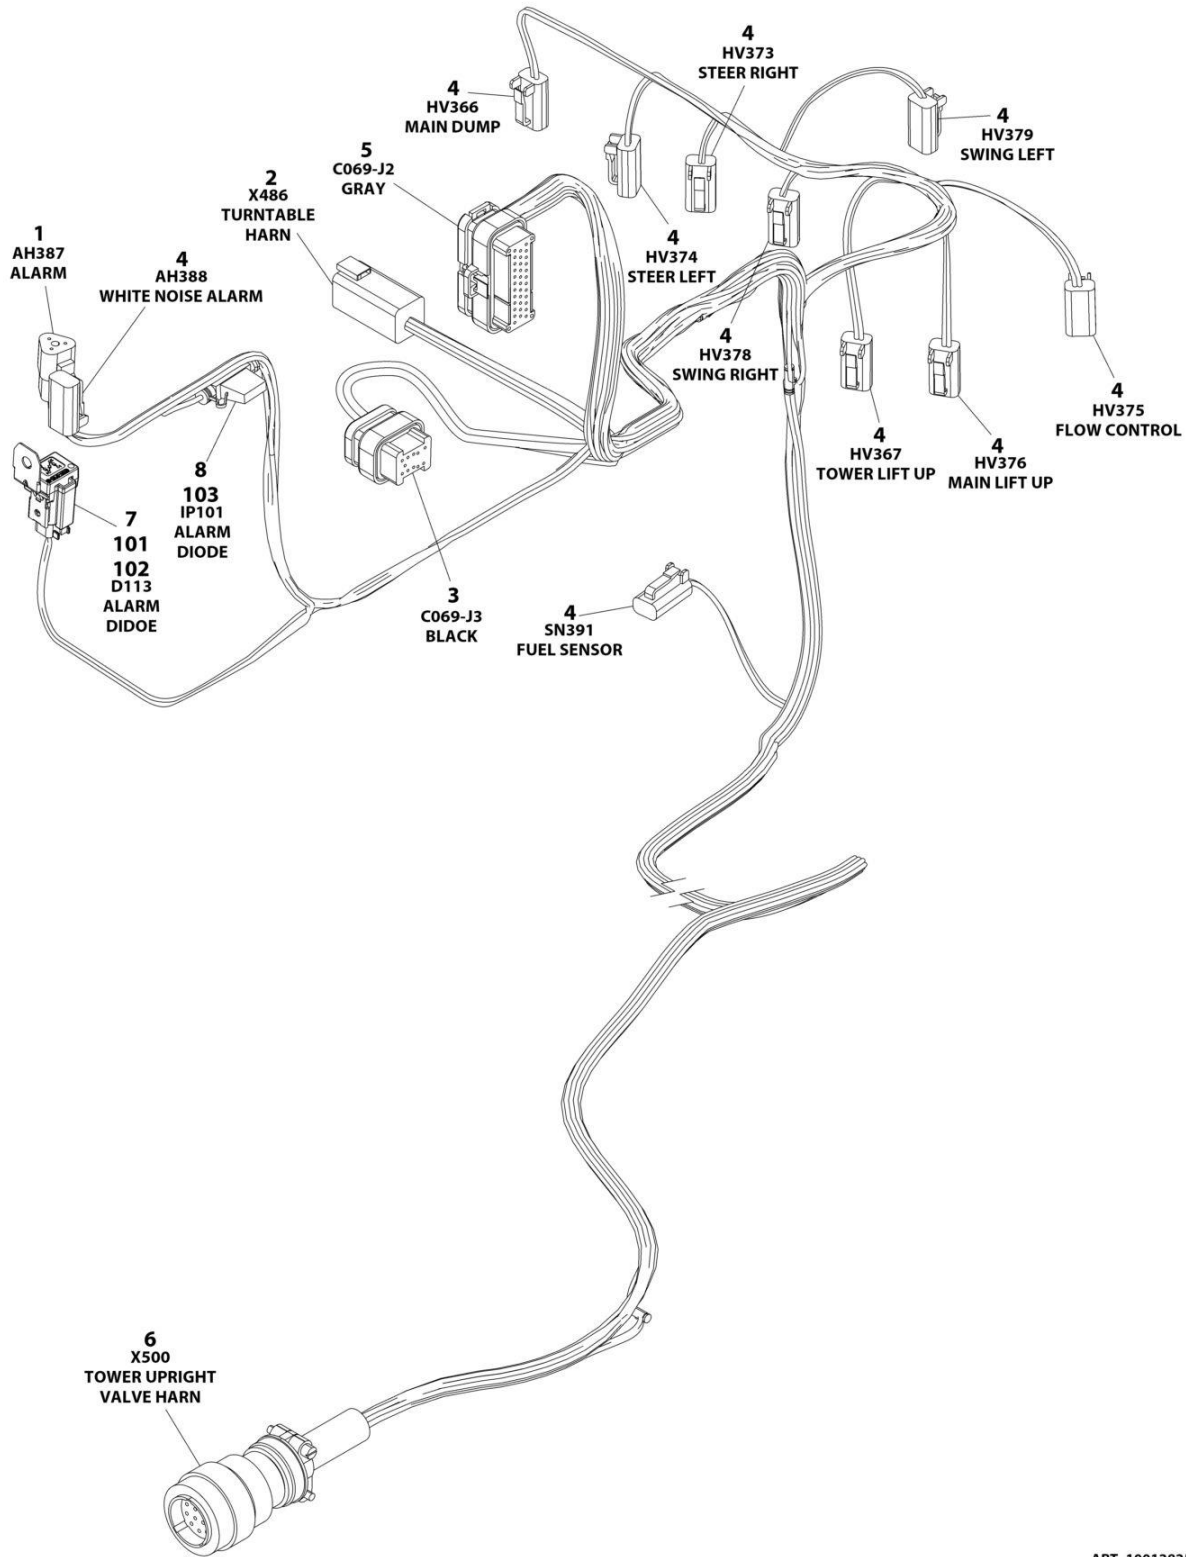 4
HV373
STEER RIGHT
4
HV366
MAIN DUMP
4
HV379
SWING LEFT
5
C069-J2
GRAY
2
X486
TURNTABLE
HARN
1
AH387
ALARM
4
AH388
WHITE NOISE ALARM
4
HV374
STEER LEFT
4
HV378
SWING RIGHT
4
HV375
FLOW CONTROL
4
HV367
TOWER LIFT UP
4
HV376
MAIN LIFT UP
8
103
IP101
ALARM
DIODE
7
101
102
D113
ALARM
DIDOE
3
C069-J3
BLACK
4
SN391
FUEL SENSOR
6
X500
TOWER UPRIGHT
VALVE HARN